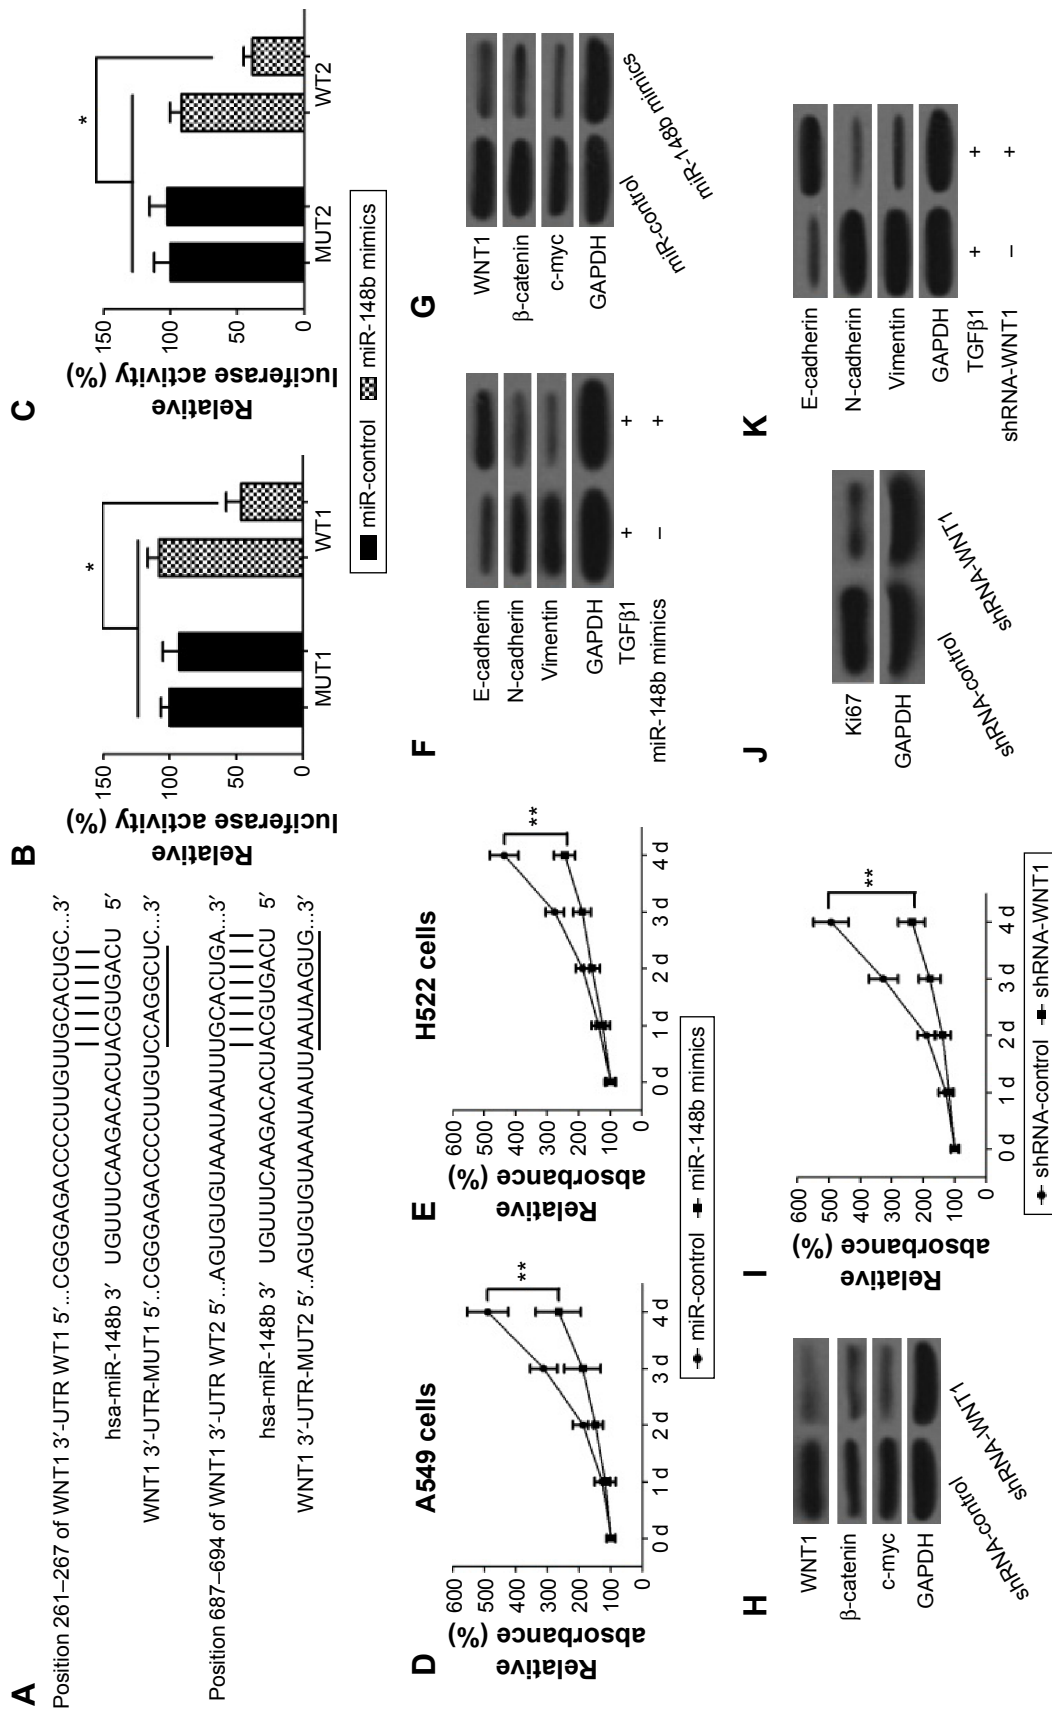 A
Position 261–267 of WNT1 3′-UTR WT1 5′...CGGGAGACCCCUUGUUGCACUGC...3′
hsa-miR-148b 3′ UGUUUCAAGACACUACGUGACU 5′
WNT1 3′-UTR-MUT1 5′..CGGGAGACCCCUUGUCCAGGCUC...3′
Position 687–694 of WNT1 3′-UTR WT2 5′..AGUGUGUAAAUAUAAUUUGCACUGA...3′
hsa-miR-148b 3′ UGUUUCAAGACACUACGUGACU 5′
WNT1 3′-UTR-MUT2 5′..AGUGUGUAAAUAUAAUUAAUAAGUG...3′
B
Relative
luciferase activity (%)
150
100
50
0
*
MUT1
WT1
C
Relative
luciferase activity (%)
150
100
50
0
*
MUT2
WT2
miR-control
miR-148b mimics
D
A549 cells
Relative
absorbance (%)
600
500
400
300
200
100
0
**
0 d
1 d
2 d
3 d
4 d
E
H522 cells
Relative
absorbance (%)
600
500
400
300
200
100
0
**
0 d
1 d
2 d
3 d
4 d
miR-control
miR-148b mimics
F
E-cadherin
N-cadherin
Vimentin
GAPDH
TGFβ1 + +
miR-148b mimics – +
G
WNT1
β-catenin
c-myc
GAPDH
miR-control
miR-148b mimics
H
WNT1
β-catenin
c-myc
GAPDH
shRNA-control
shRNA-WNT1
I
Relative
absorbance (%)
600
500
400
300
200
100
0
**
0 d
1 d
2 d
3 d
4 d
shRNA-control
shRNA-WNT1
J
Ki67
GAPDH
shRNA-control
shRNA-WNT1
K
E-cadherin
N-cadherin
Vimentin
GAPDH
TGFβ1 + +
shRNA-WNT1 – +